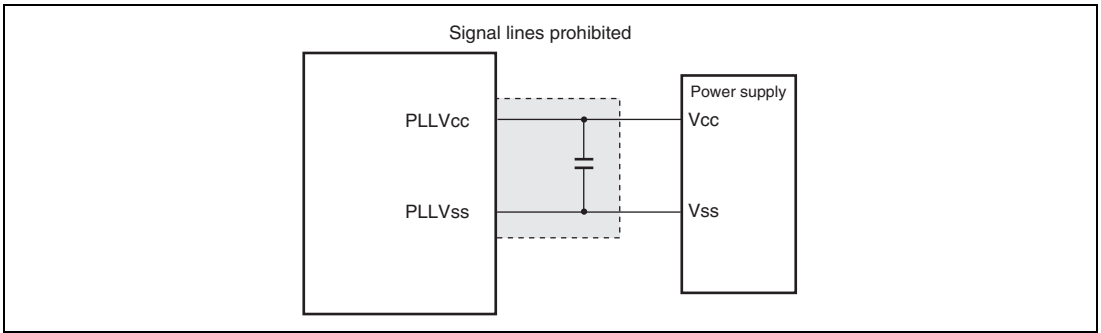 Signal lines prohibited
Power supply
PLLVcc
Vcc
PLLVss
Vss